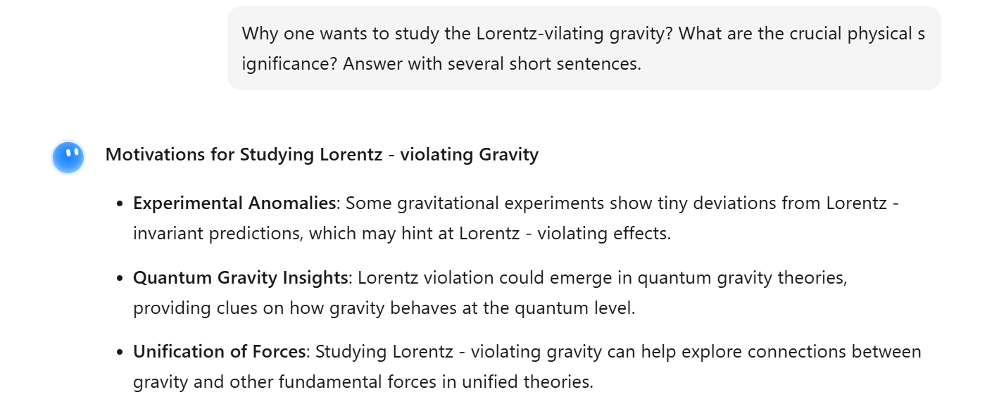 Why one wants to study the Lorentz-vilating gravity? What are the crucial physical s
ignificance? Answer with several short sentences.
Motivations for Studying Lorentz - violating Gravity
• Experimental Anomalies: Some gravitational experiments show tiny deviations from Lorentz -
invariant predictions, which may hint at Lorentz - violating effects.
• Quantum Gravity Insights: Lorentz violation could emerge in quantum gravity theories,
providing clues on how gravity behaves at the quantum level.
• Unification of Forces: Studying Lorentz - violating gravity can help explore connections between
gravity and other fundamental forces in unified theories.